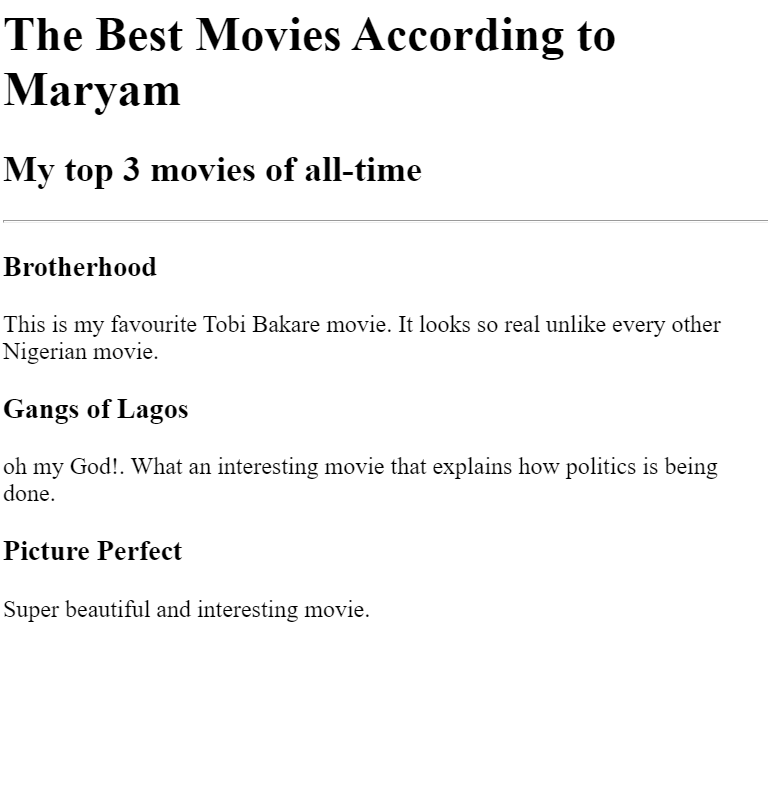 The Best Movies According to
Maryam
My top 3 movies of all-time
Brotherhood
This is my favourite Tobi Bakare movie. It looks so real unlike every other
Nigerian movie.
Gangs of Lagos
oh my God!. What an interesting movie that explains how politics is being
done.
Picture Perfect
Super beautiful and interesting movie.